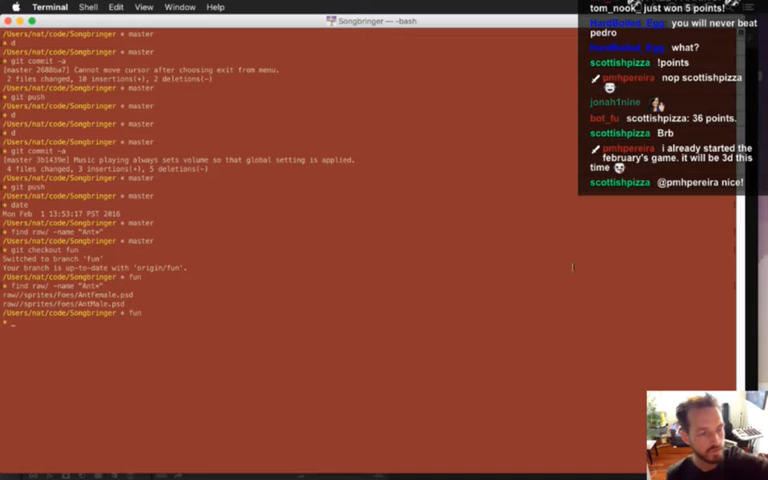 Terminal Shell Edit View Window Help
Songbringer — -bash
/Users/nat/code/Songbringer * master
* d
/Users/nat/code/Songbringer * master
* git commit -a
[master 2688ba7] Cannot move cursor after choosing exit from menu.
2 files changed, 10 insertions(+), 2 deletions(-)
/Users/nat/code/Songbringer * master
* git push
/Users/nat/code/Songbringer * master
* d
/Users/nat/code/Songbringer * master
* d
/Users/nat/code/Songbringer * master
* git commit -a
[master 3b1439e] Music playing always sets volume so that global setting is applied.
4 files changed, 3 insertions(+), 5 deletions(-)
/Users/nat/code/Songbringer * master
* git push
/Users/nat/code/Songbringer * master
* date
Mon Feb 1 13:53:17 PST 2016
/Users/nat/code/Songbringer * master
* find raw/ -name "Ant*"
/Users/nat/code/Songbringer * master
* git checkout fun
Switched to branch 'fun'
Your branch is up-to-date with 'origin/fun'.
/Users/nat/code/Songbringer * fun
* find raw/ -name "Ant*"
raw//sprites/Foes/AntFemale.psd
raw//sprites/Foes/AntMale.psd
/Users/nat/code/Songbringer * fun
* _
tom_nook_ just won 5 points!
HardBoiled_Egg: you will never beat
pedro
HardBoiled_Egg: what?
scottishpizza !points
pmhpereira nop scottishpizza
jonah1nine
bot_fu scottishpizza: 36 points.
scottishpizza Brb
pmhpereira i already started the
february's game. it will be 3d this
time
scottishpizza @pmhpereira nice!